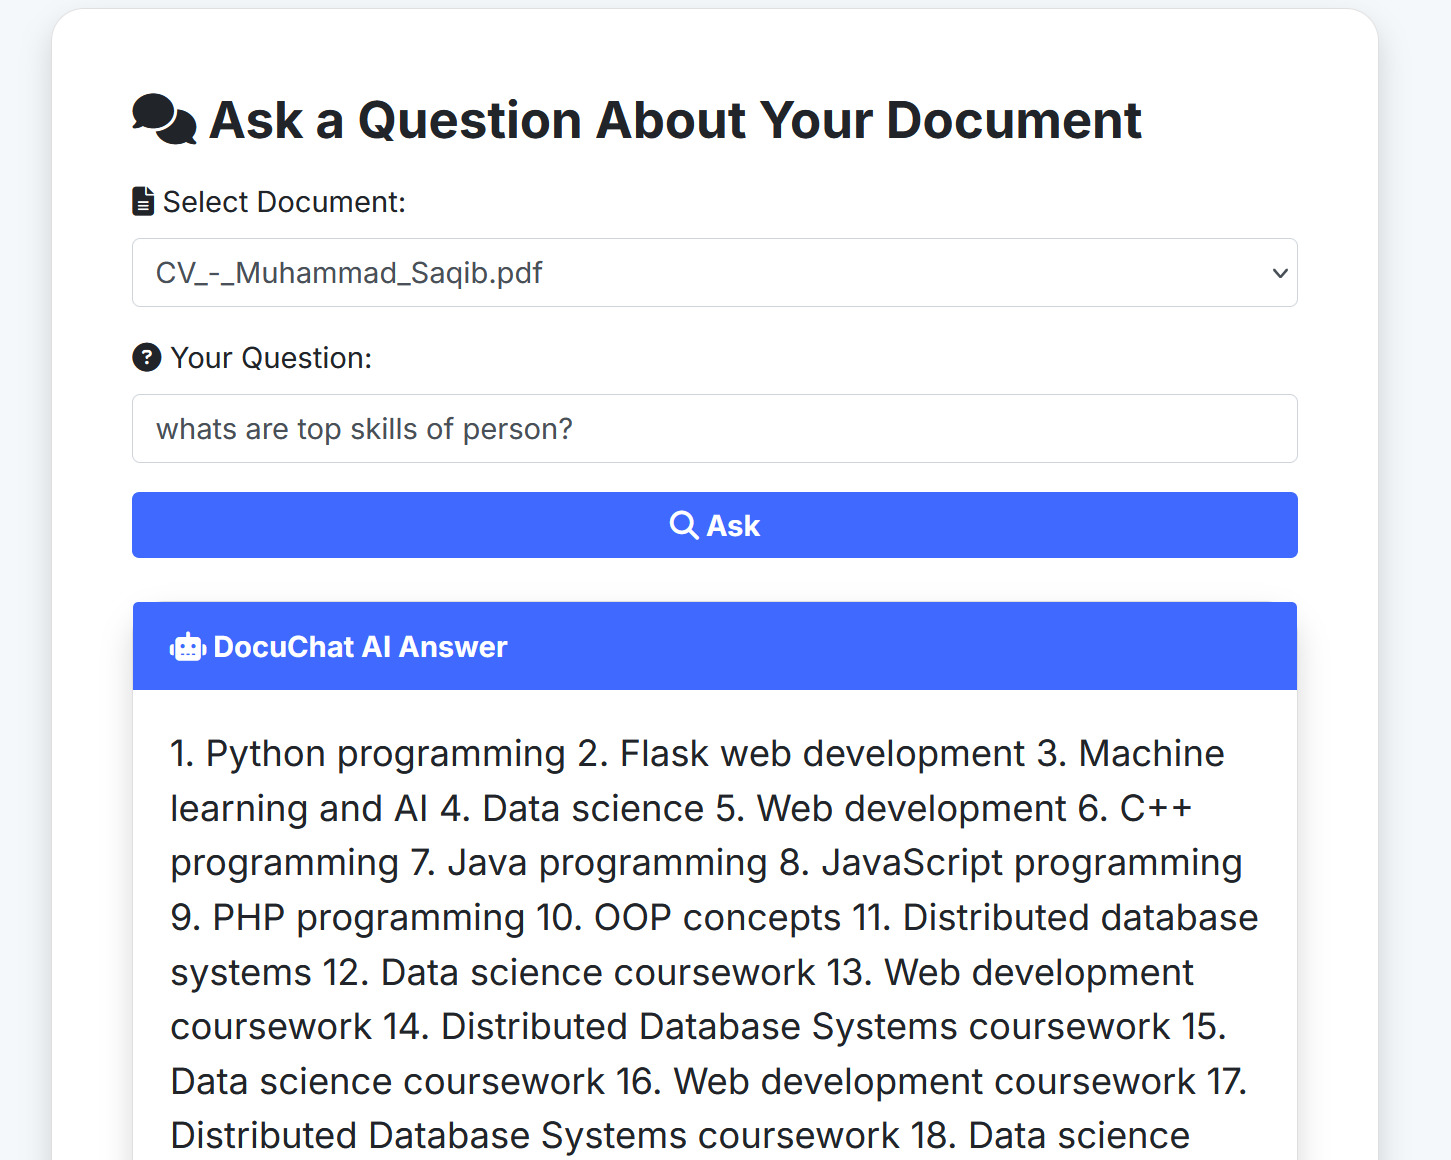 Ask a Question About Your Document
Select Document:
CV_-_Muhammad_Saqib.pdf
Your Question:
whats are top skills of person?
Ask
DocuChat AI Answer
1. Python programming 2. Flask web development 3. Machine
learning and AI 4. Data science 5. Web development 6. C++
programming 7. Java programming 8. JavaScript programming
9. PHP programming 10. OOP concepts 11. Distributed database
systems 12. Data science coursework 13. Web development
coursework 14. Distributed Database Systems coursework 15.
Data science coursework 16. Web development coursework 17.
Distributed Database Systems coursework 18. Data science